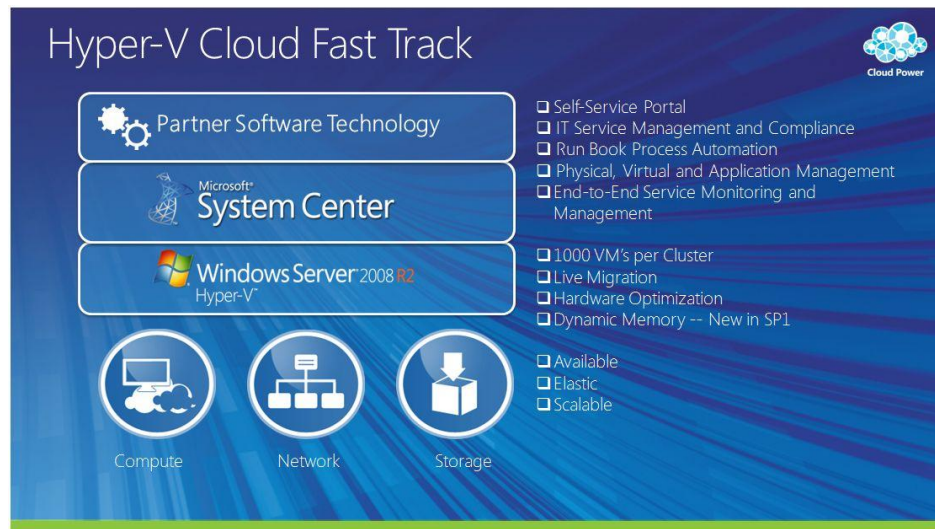 Hyper-V Cloud Fast Track
Cloud Power
Partner Software Technology
Microsoft®
System Center
Windows Server® 2008 R2
Hyper-V™
Compute
Network
Storage
Self-Service Portal
IT Service Management and Compliance
Run Book Process Automation
Physical, Virtual and Application Management
End-to-End Service Monitoring and
Management
1000 VM's per Cluster
Live Migration
Hardware Optimization
Dynamic Memory -- New in SP1
Available
Elastic
Scalable